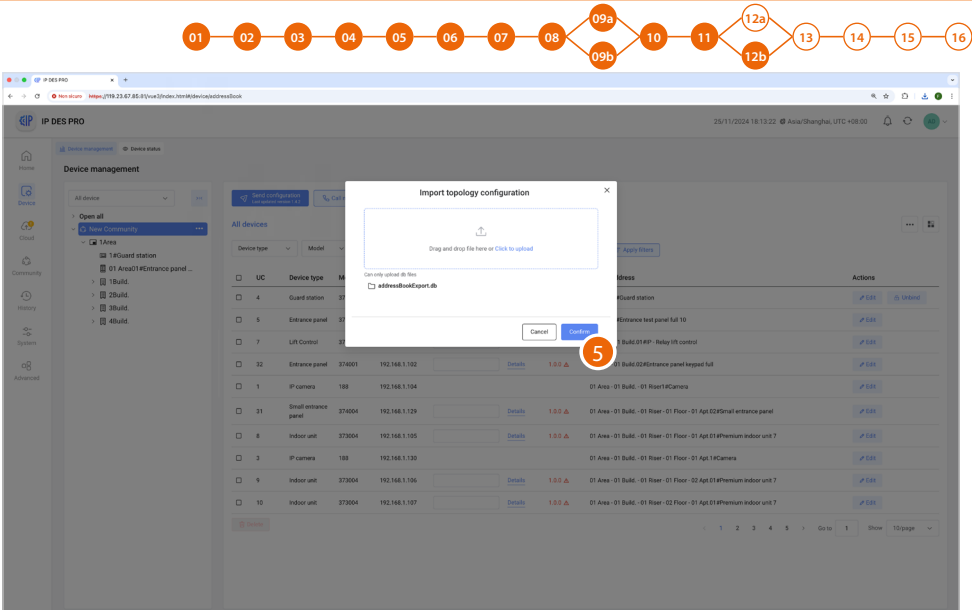 09a
12a
01
02
03
04
05
06
07
08
10
11
13
14
15
16
09b
12b
IP DES PRO
Non sicuro https://119.23.67.85:81/vue3/index.html#/device/addressBook
IP DES PRO
25/11/2024 18:13:22 @ Asia/Shanghai, UTC +08:00
Device management
Device status
Home
Device
Cloud
Community
History
System
Advanced
Device management
All device
Open all
New Community
1Area
1#Guard station
01 Area01#Entrance panel ...
1Build.
2Build.
3Build.
4Build.
Send configuration
Call
All devices
Device type
Model
Apply filters
UC Device type Actions
4 Guard station 37 #Guard station Edit Unbind
5 Entrance panel 37 #Entrance test panel full 10 Edit
7 Lift Control 37 1 Build.01#IP - Relay lift control Edit
32 Entrance panel 374001 192.168.1.102 Details 1.0.0 01 Build.02#Entrance panel keypad full Edit
1 IP camera 188 192.168.1.104 01 Area - 01 Build. - 01 Riser1#Camera Edit
31 Small entrance panel 374004 192.168.1.129 Details 1.0.0 01 Area - 01 Build. - 01 Riser - 01 Floor - 01 Apt.02#Small entrance panel Edit
8 Indoor unit 373004 192.168.1.105 Details 1.0.0 01 Area - 01 Build. - 01 Riser - 01 Floor - 01 Apt.01#Premium indoor unit 7 Edit
3 IP camera 188 192.168.1.130 01 Area - 01 Build. - 01 Riser - 01 Floor - 01 Apt.1#Camera Edit
9 Indoor unit 373004 192.168.1.106 Details 1.0.0 01 Area - 01 Build. - 01 Riser - 01 Floor - 02 Apt.01#Premium indoor unit 7 Edit
10 Indoor unit 373004 192.168.1.107 Details 1.0.0 01 Area - 01 Build. - 01 Riser - 02 Floor - 01 Apt.01#Premium indoor unit 7 Edit
Delete
1 2 3 4 5 Go to 1 Show 10/page
Import topology configuration
Drag and drop file here or Click to upload
Can only upload db files
addressBookExport.db
Cancel
Confirm
5